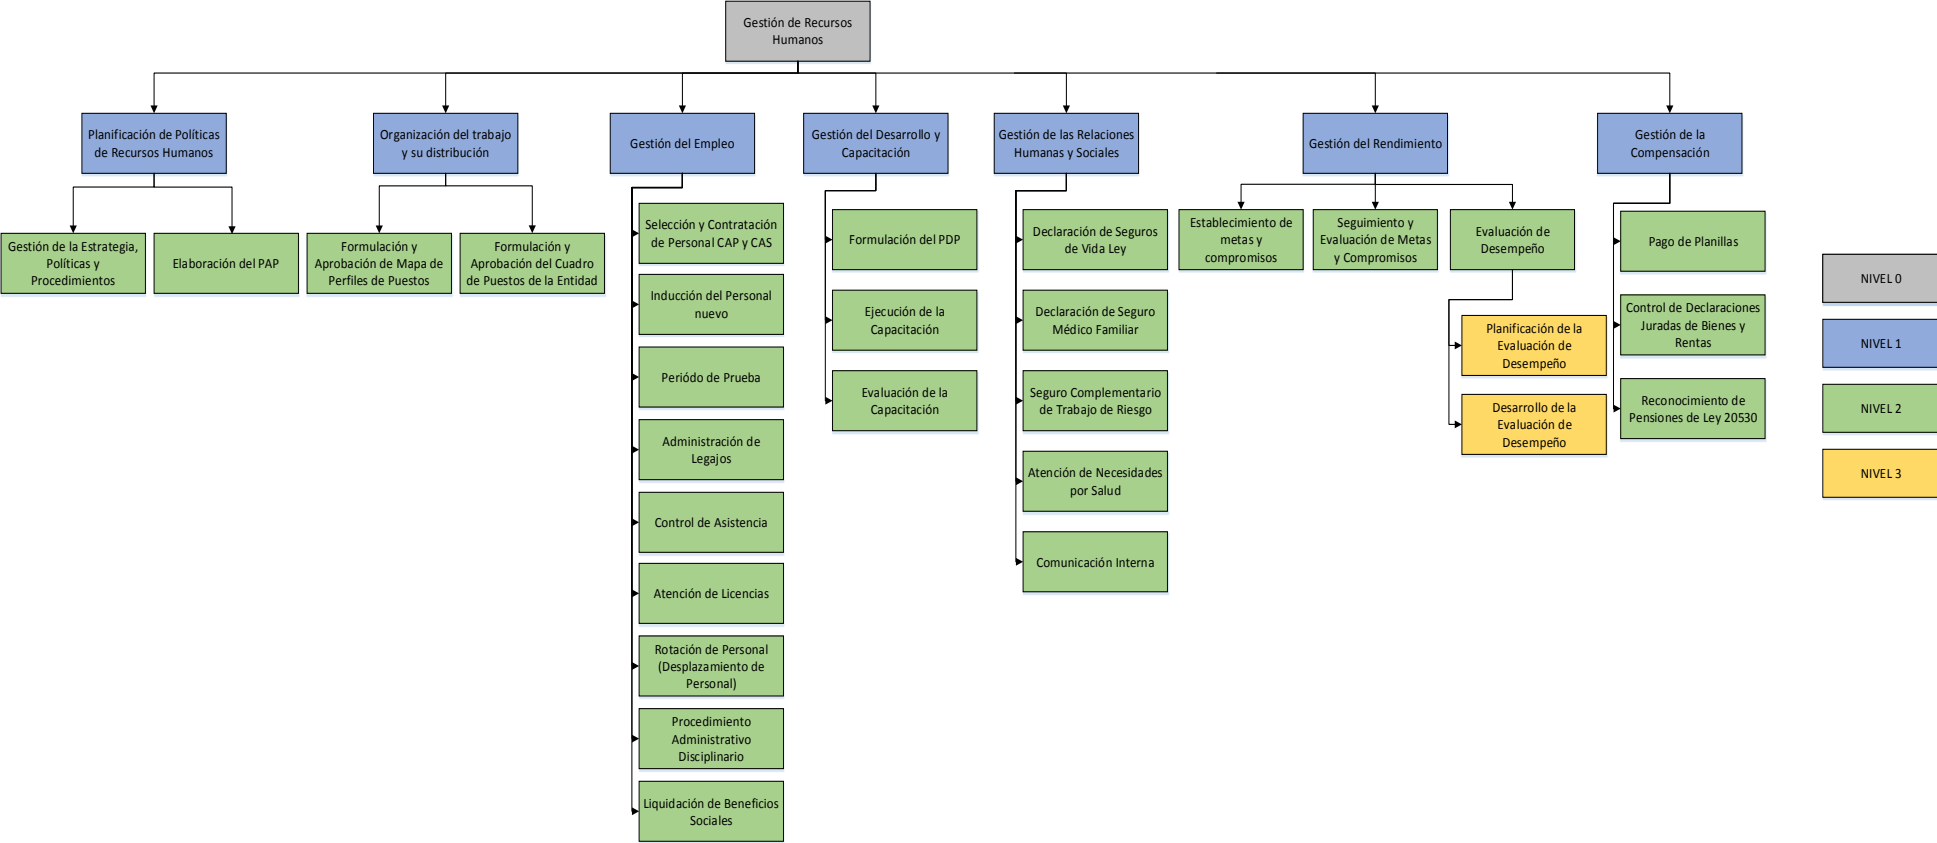 Gestión de Recursos
Humanos
Planificación de Políticas
de Recursos Humanos
Organización del trabajo
y su distribución
Gestión del Empleo
Gestión del Desarrollo y
Capacitación
Gestión de las Relaciones
Humanas y Sociales
Gestión del Rendimiento
Gestión de la
Compensación
Gestión de la Estrategia,
Políticas y
Procedimientos
Elaboración del PAP
Formulación y
Aprobación de Mapa de
Perfiles de Puestos
Formulación y
Aprobación del Cuadro
de Puestos de la Entidad
Selección y Contratación
de Personal CAP y CAS
Inducción del Personal
nuevo
Periódo de Prueba
Administración de
Legajos
Control de Asistencia
Atención de Licencias
Rotación de Personal
(Desplazamiento de
Personal)
Procedimiento
Administrativo
Disciplinario
Liquidación de Beneficios
Sociales
Formulación del PDP
Ejecución de la
Capacitación
Evaluación de la
Capacitación
Declaración de Seguros
de Vida Ley
Declaración de Seguro
Médico Familiar
Seguro Complementario
de Trabajo de Riesgo
Atención de Necesidades
por Salud
Comunicación Interna
Establecimiento de
metas y
compromisos
Seguimiento y
Evaluación de Metas
y Compromisos
Evaluación de
Desempeño
Planificación de la
Evaluación de
Desempeño
Desarrollo de la
Evaluación de
Desempeño
Pago de Planillas
Control de Declaraciones
Juradas de Bienes y
Rentas
Reconocimiento de
Pensiones de Ley 20530
NIVEL 0
NIVEL 1
NIVEL 2
NIVEL 3